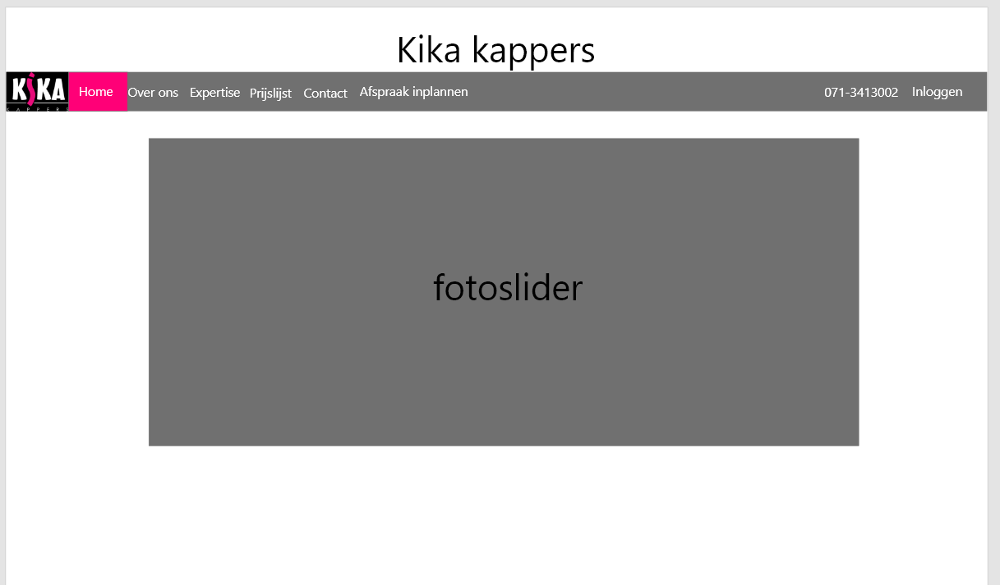 Kika kappers
KiKA
KAPPERS
Home Over ons Expertise Prijslijst Contact Afspraak inplannen 071-3413002 Inloggen
fotoslider